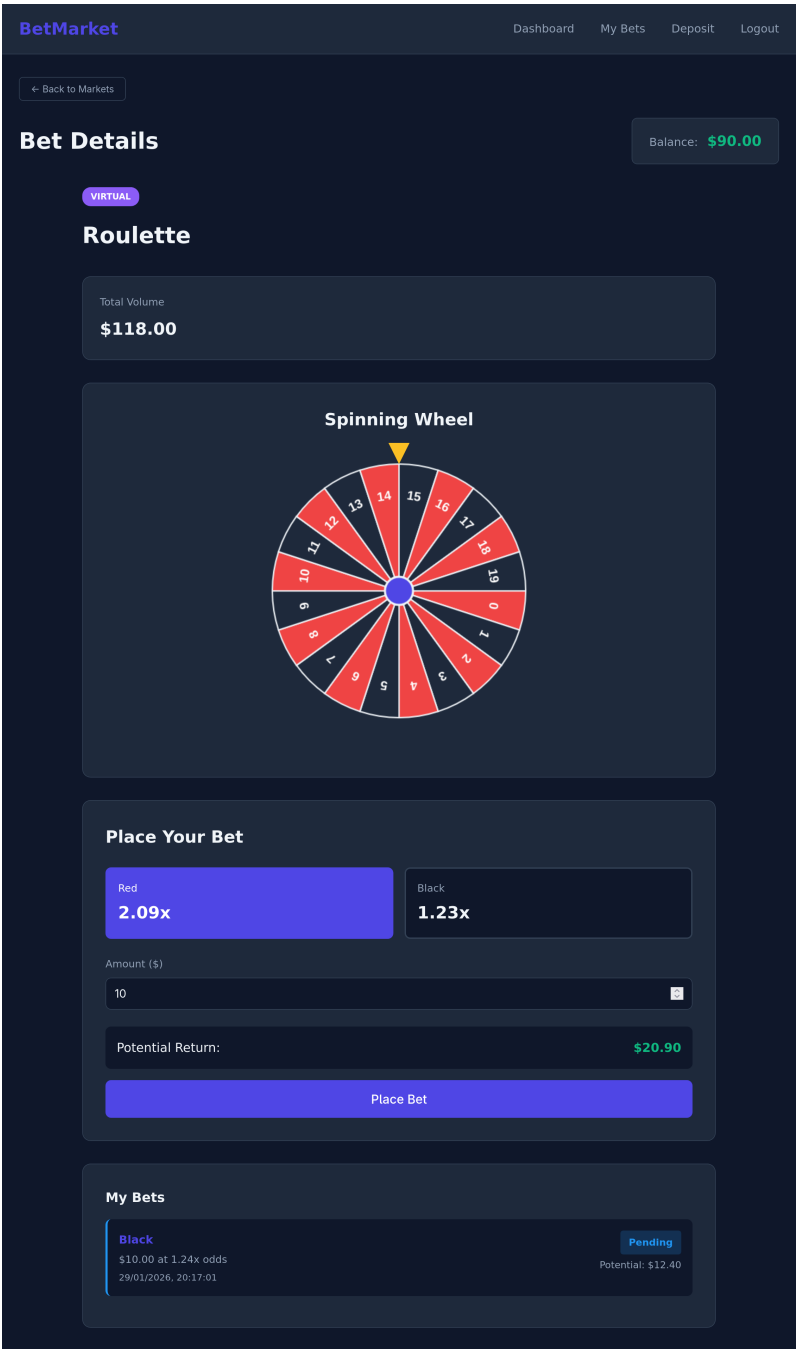 BetMarket
Dashboard My Bets Deposit Logout
← Back to Markets
Bet Details
Balance: $90.00
VIRTUAL
Roulette
Total Volume
$118.00
Spinning Wheel
14 15
13 16
12 17
11 18
10 19
9 0
8 1
7 2
6 3
5 4
Place Your Bet
Red
2.09x
Black
1.23x
Amount ($)
10
Potential Return: $20.90
Place Bet
My Bets
Black
Pending
$10.00 at 1.24x odds
Potential: $12.40
29/01/2026, 20:17:01